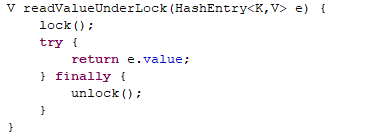 V readValueUnderLock(HashEntry<K,V> e) {
    lock();
    try {
        return e.value;
    } finally {
        unlock();
    }
}